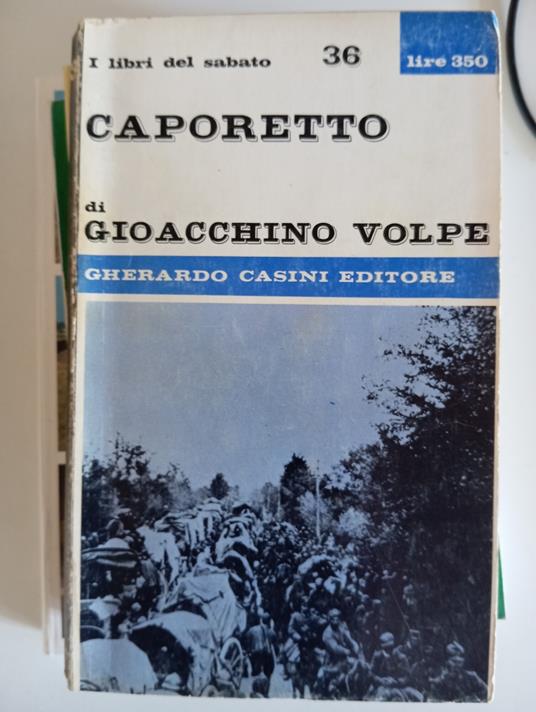 I libri del sabato 36 lire 350
CAPORETTO
di
GIOACCHINO VOLPE
GHERARDO CASINI EDITORE